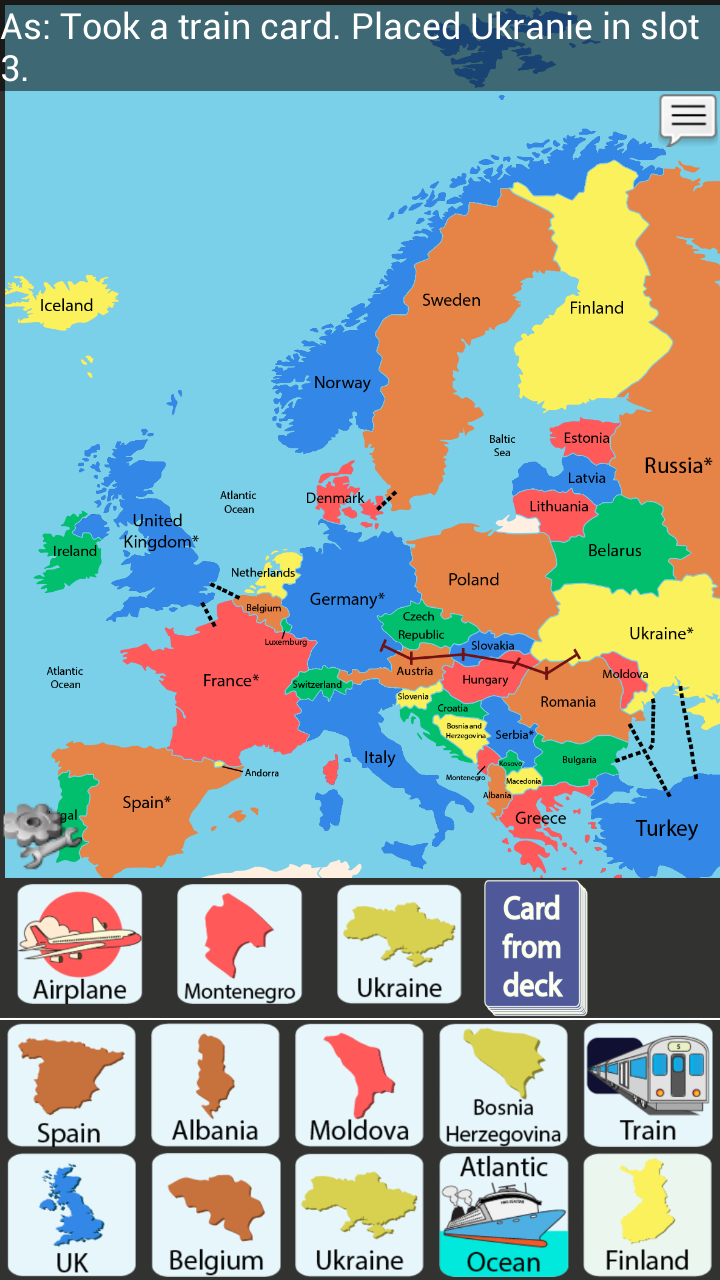 As: Took a train card. Placed Ukranie in slot
3.
Iceland
Sweden
Finland
Norway
Baltic
Sea
Estonia
Russia*
Latvia
Denmark
Atlantic
Ocean
Lithuania
United
Kingdom*
Ireland
Belarus
Netherlands
Poland
Germany*
Belgium
Czech
Republic
Ukraine*
Luxemburg
Slovakia
Atlantic
Ocean
France*
Switzerland
Austria
Hungary
Moldova
Slovenia
Romania
Croatia
Bosnia and
Herzegovina
Serbia*
Italy
Kosovo
Bulgaria
Andorra
Montenegro
Macedonia
Spain*
Albania
gal
Greece
Turkey
Airplane
Montenegro
Ukraine
Card
from
deck
Spain
Albania
Moldova
Bosnia
Herzegovina
5
Train
UK
Belgium
Ukraine
Atlantic
Ocean
Finland